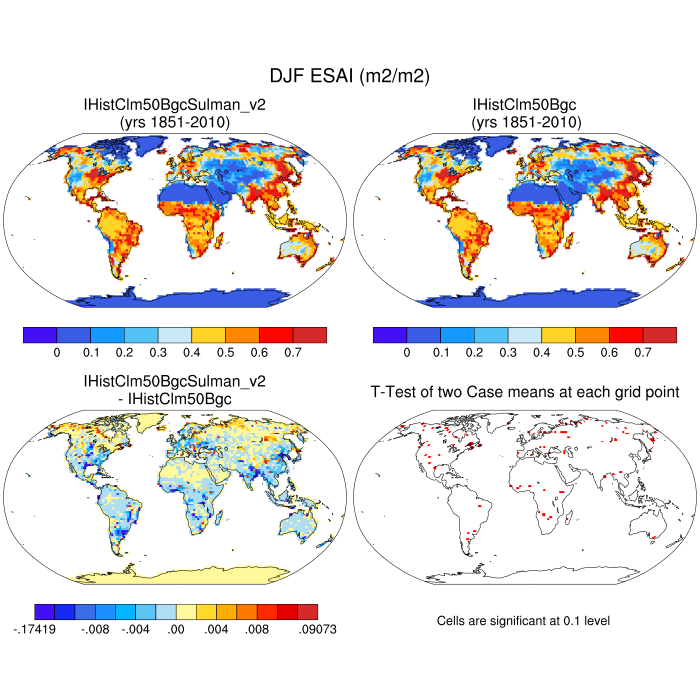 DJF ESAI (m2/m2)
IHistClm50BgcSulman_v2
(yrs 1851-2010)
IHistClm50Bgc
(yrs 1851-2010)
0 0.1 0.2 0.3 0.4 0.5 0.6 0.7
0 0.1 0.2 0.3 0.4 0.5 0.6 0.7
IHistClm50BgcSulman_v2
- IHistClm50Bgc
T-Test of two Case means at each grid point
-.17419 -.008 -.004 .00 .004 .008 .09073
Cells are significant at 0.1 level